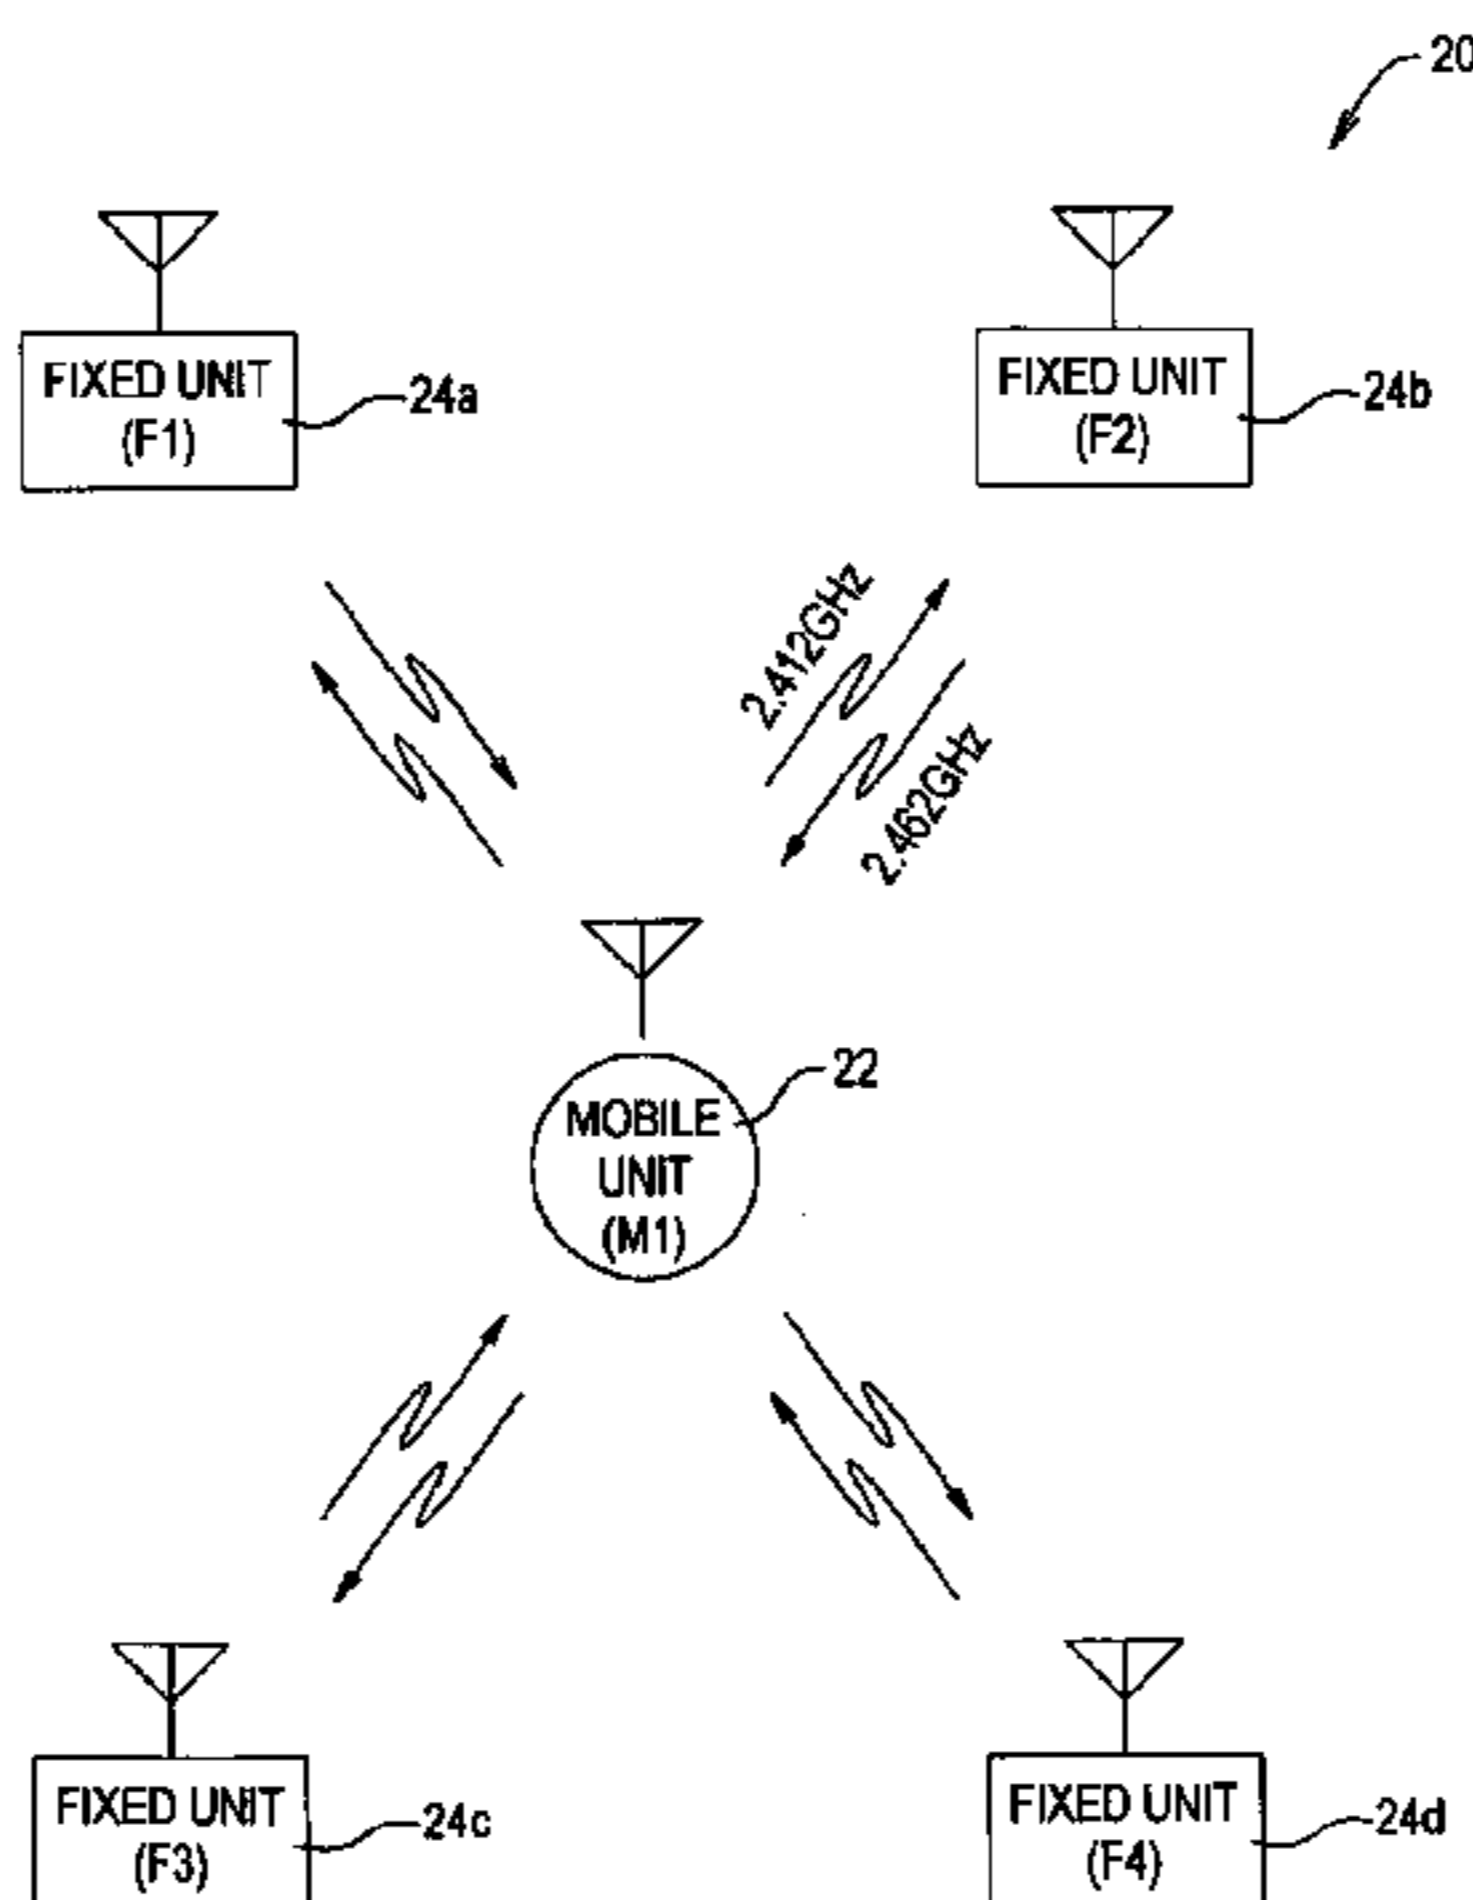 20
FIXED UNIT
(F1)
24a
FIXED UNIT
(F2)
24b
2.412GHz
2.462GHz
22
MOBILE
UNIT
(M1)
FIXED UNIT
(F3)
24c
FIXED UNIT
(F4)
24d